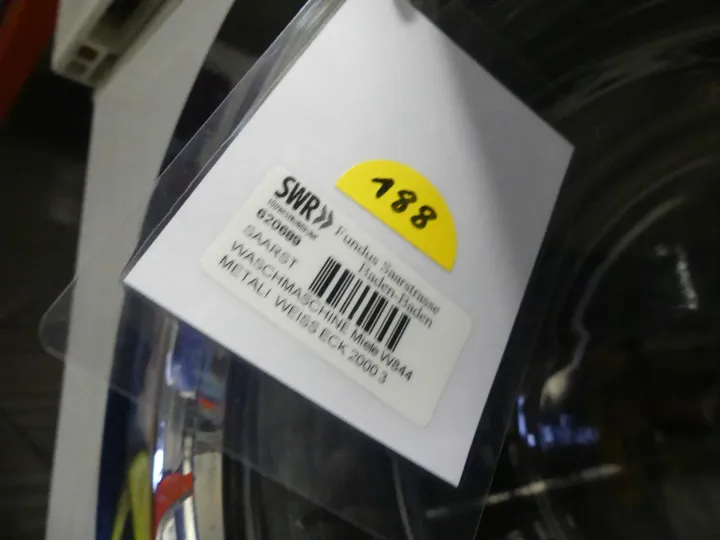 188
SWR»
Fundus Saarstrasse
Baden-Baden
620689
SAARST
WASCHMASCHINE Miele W844
METALL WEISS ECK 2000 3